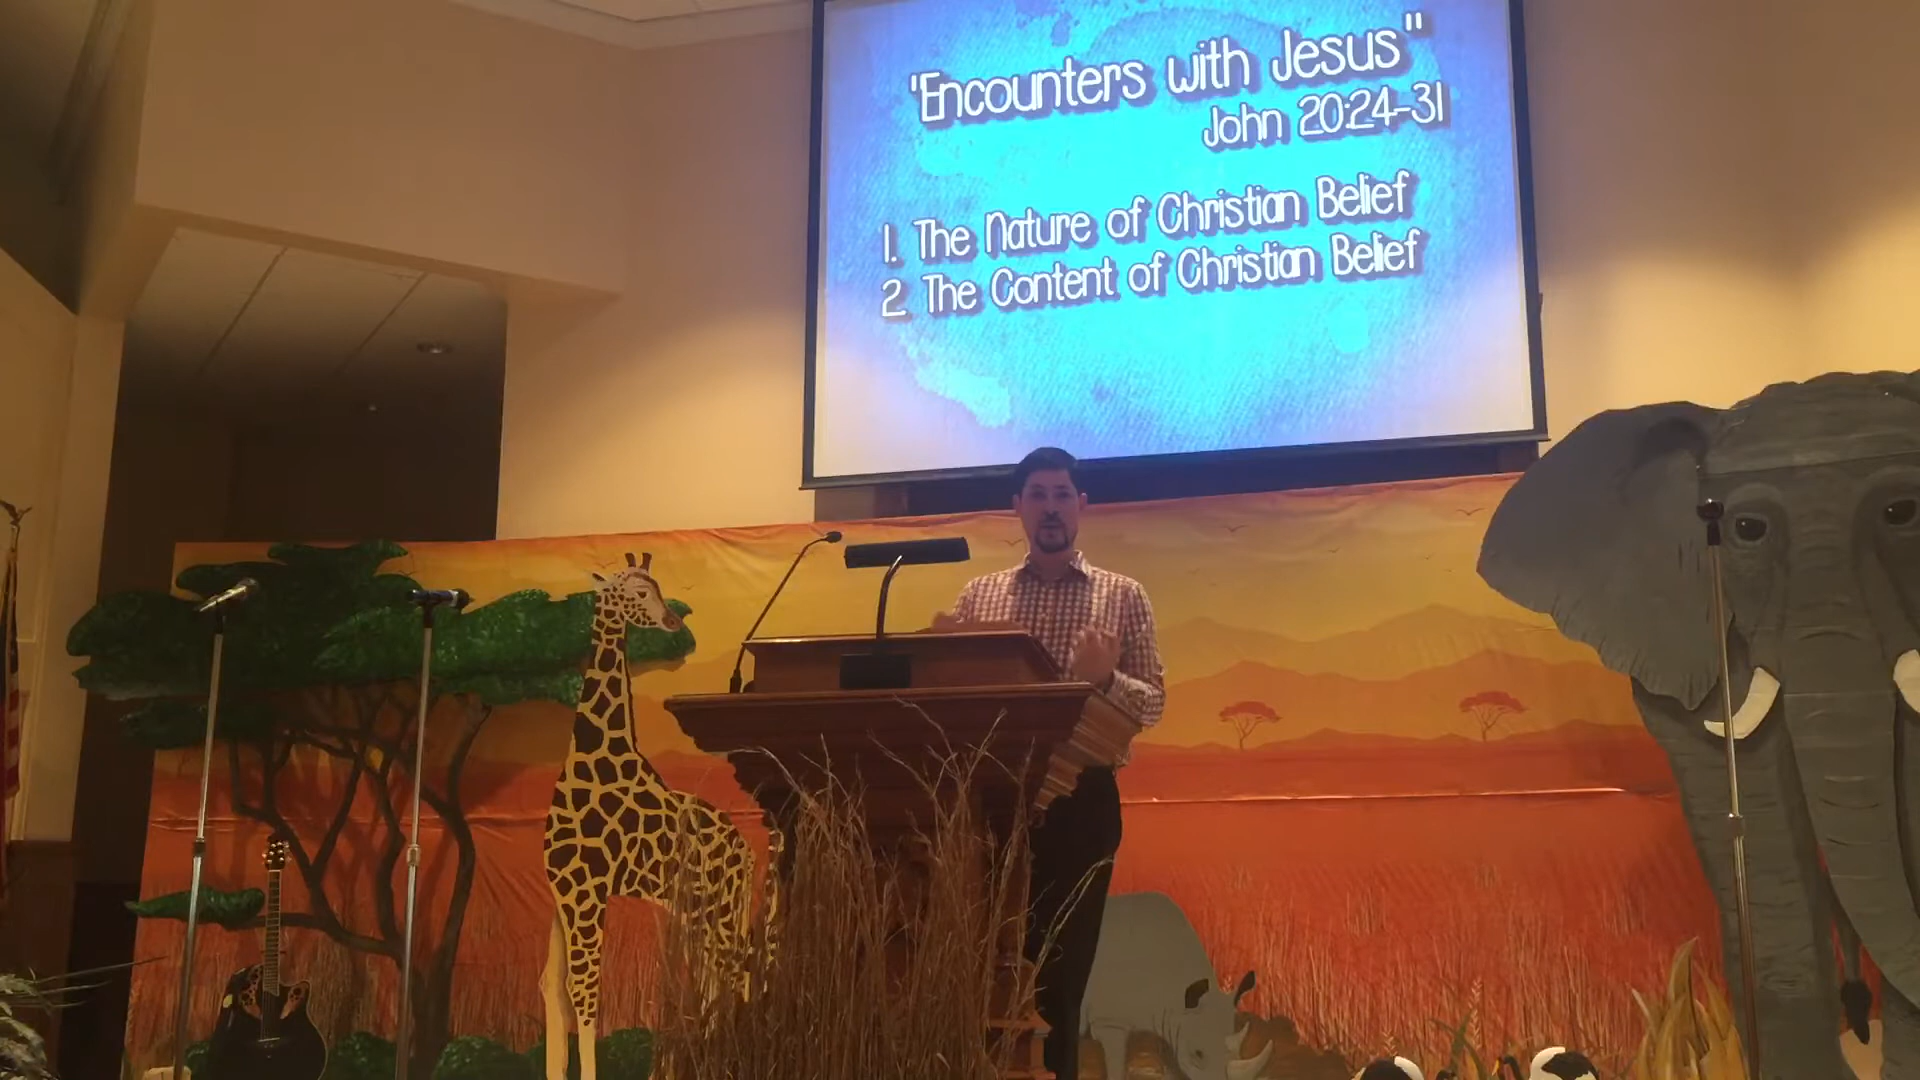 "Encounters with Jesus"
John 20:24-31
1. The Nature of Christian Belief
2. The Content of Christian Belief